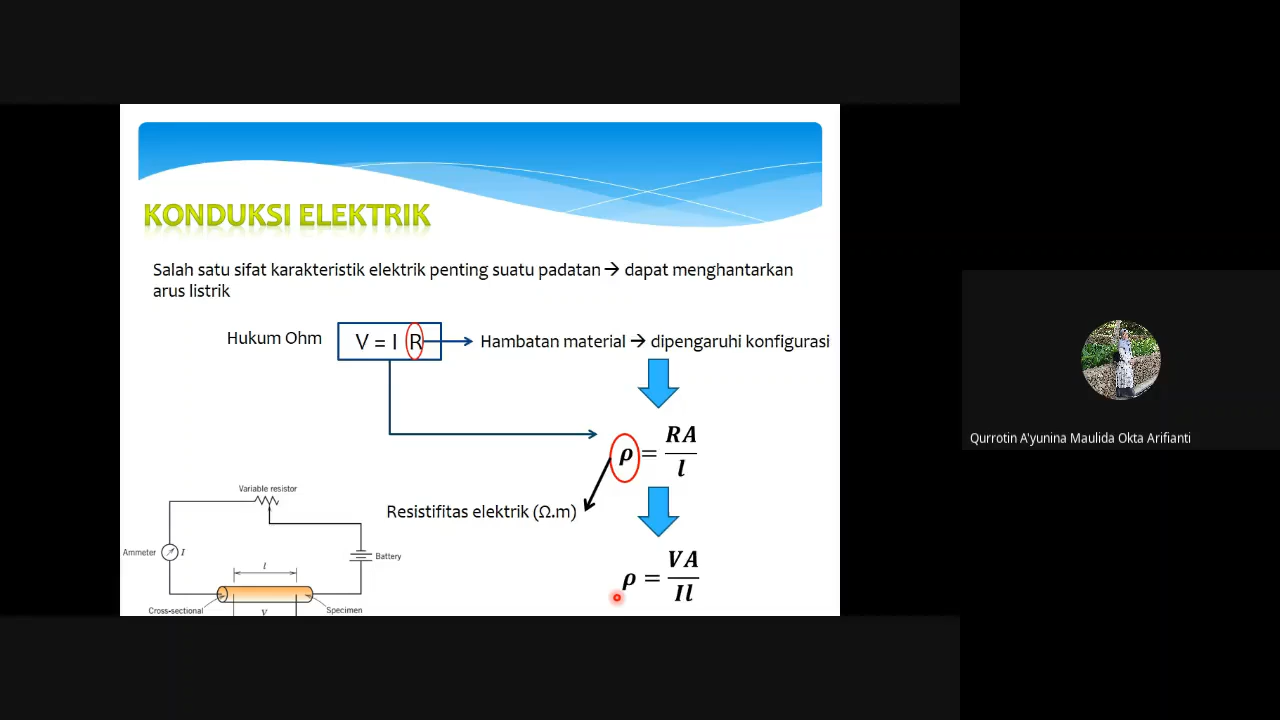 KONDUKSI ELEKTRIK
Salah satu sifat karakteristik elektrik penting suatu padatan → dapat menghantarkan
arus listrik
Hukum Ohm
V = I R
Hambatan material → dipengaruhi konfigurasi
ρ = RA / l
Resistifitas elektrik (Ω.m)
ρ = VA / Il
Variable resistor
Ammeter
I
Battery
l
Cross-sectional
V
Specimen
Qurrotin A'yunina Maulida Okta Arifianti